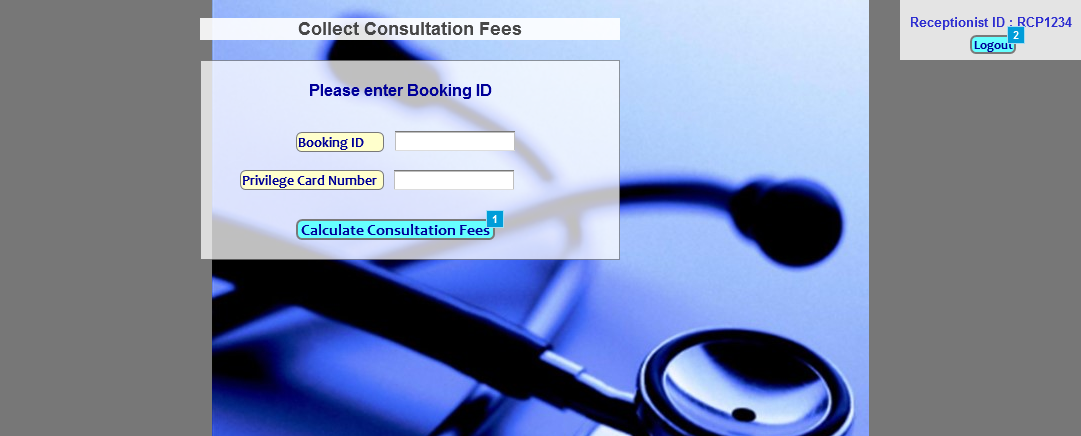 Collect Consultation Fees
Receptionist ID : RCP1234
Logout
2
Please enter Booking ID
Booking ID
Privilege Card Number
Calculate Consultation Fees
1